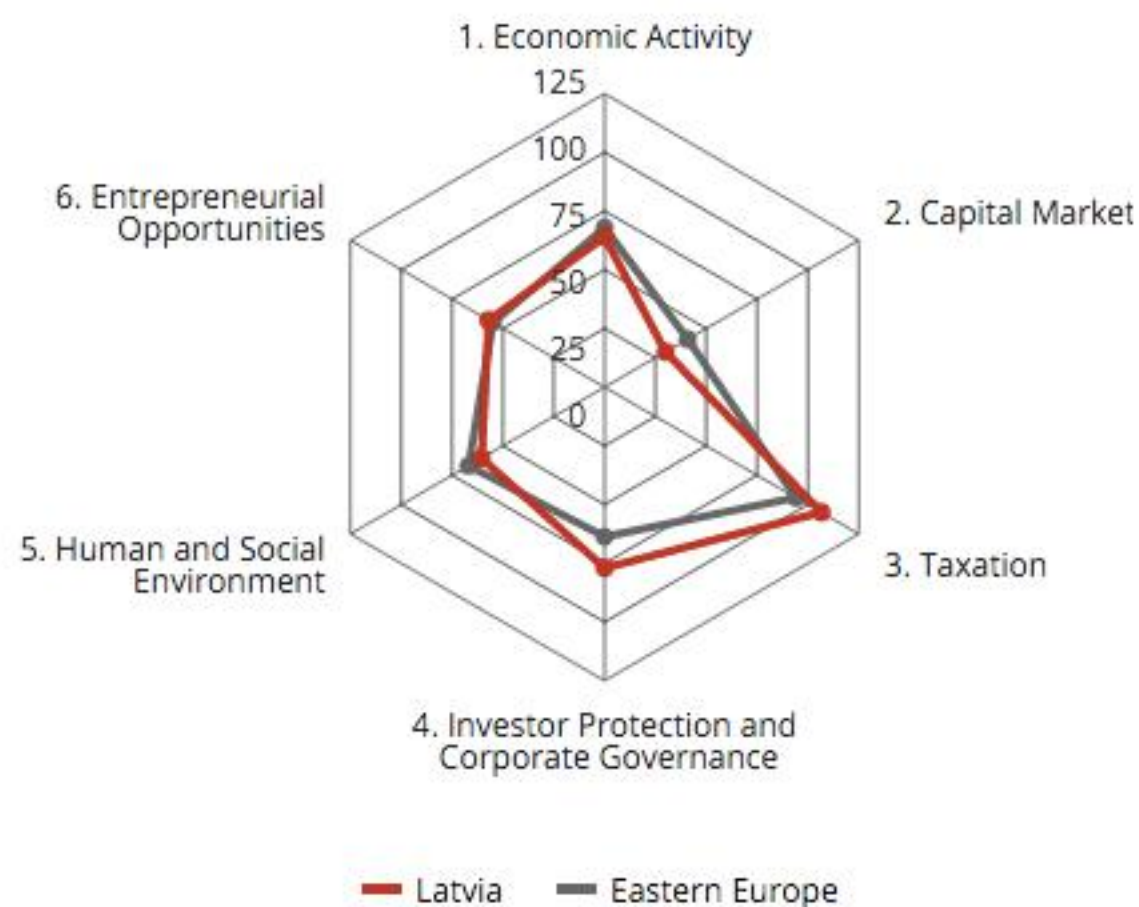 1. Economic Activity
125
100
75
50
25
0
6. Entrepreneurial
Opportunities
2. Capital Market
5. Human and Social
Environment
3. Taxation
4. Investor Protection and
Corporate Governance
Latvia
Eastern Europe